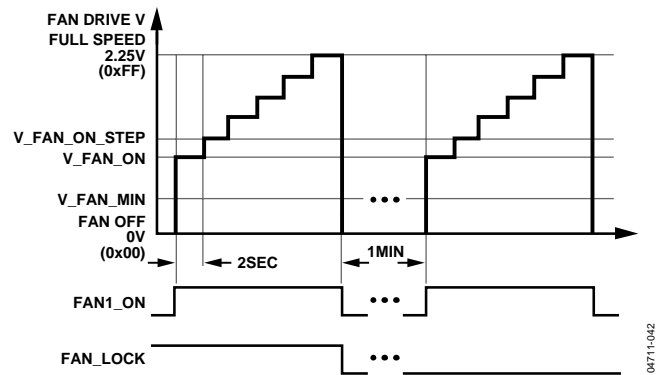 FAN DRIVE V
FULL SPEED
2.25V
(0xFF)
V_FAN_ON_STEP
V_FAN_ON
V_FAN_MIN
FAN OFF
0V
(0x00)
2SEC
1MIN
FAN1_ON
FAN_LOCK
04711-042